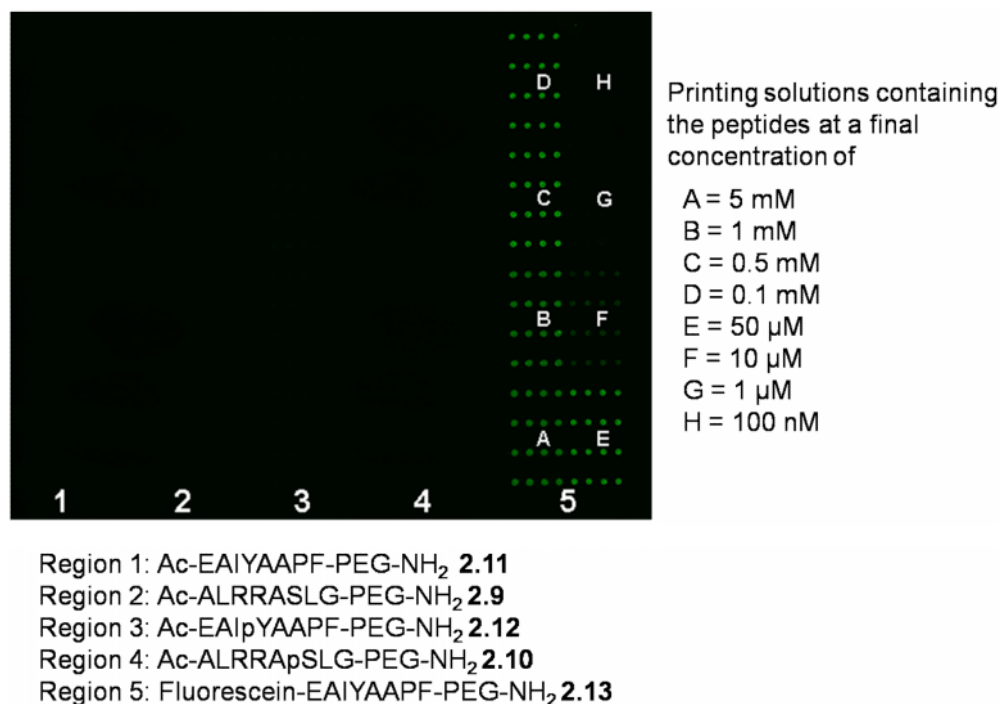 D H
C G
B F
A E
1 2 3 4 5
Printing solutions containing
the peptides at a final
concentration of
A = 5 mM
B = 1 mM
C = 0.5 mM
D = 0.1 mM
E = 50 µM
F = 10 µM
G = 1 µM
H = 100 nM
Region 1: Ac-EAIYAAPF-PEG-NH₂ 2.11
Region 2: Ac-ALRRASLG-PEG-NH₂ 2.9
Region 3: Ac-EAIpYAAPF-PEG-NH₂ 2.12
Region 4: Ac-ALRRApSLG-PEG-NH₂ 2.10
Region 5: Fluorescein-EAIYAAPF-PEG-NH₂ 2.13